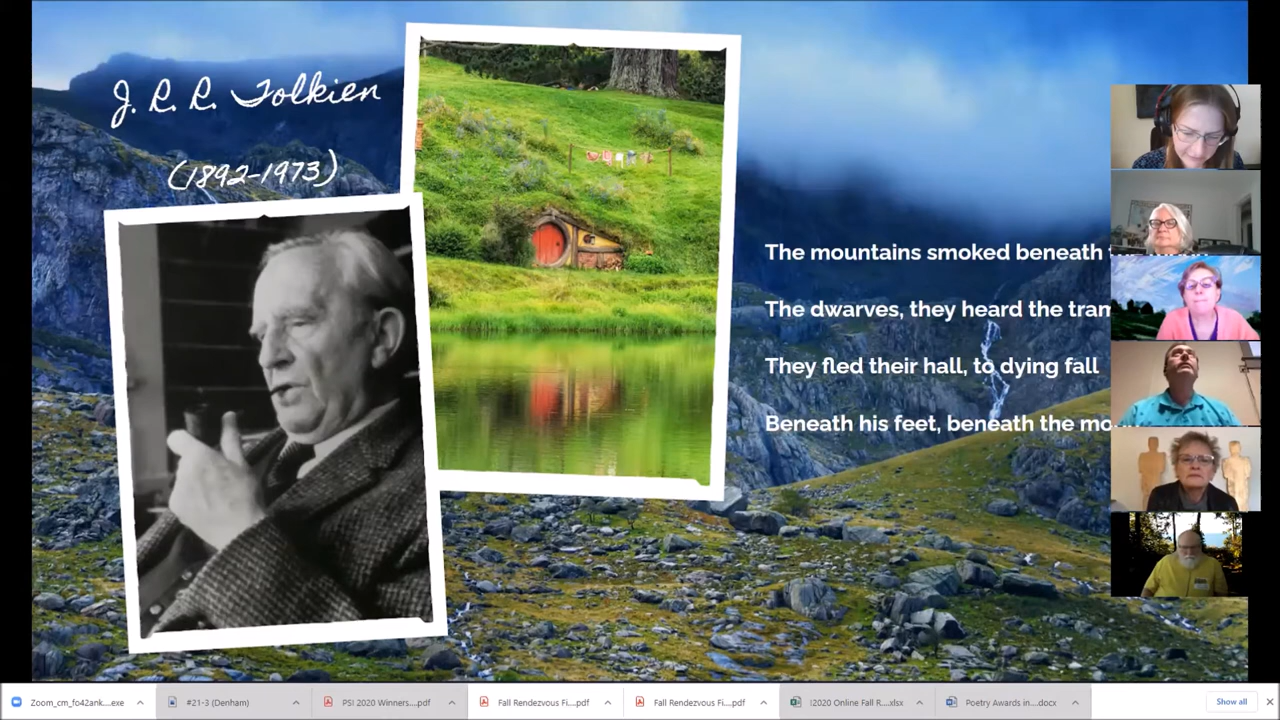 J. R. R. Tolkien
(1892-1973)
The mountains smoked beneath
The dwarves, they heard the
They fled their hall, to dying fall
Beneath his feet, beneath the
Zoom_cm_fo42ank....exe
#21-3 (Denham)
PSI 2020 Winners....pdf
Fall Rendezvous Fi....pdf
Fall Rendezvous Fi....pdf
!2020 Online Fall R....xlsx
Poetry Awards in....docx
Show all